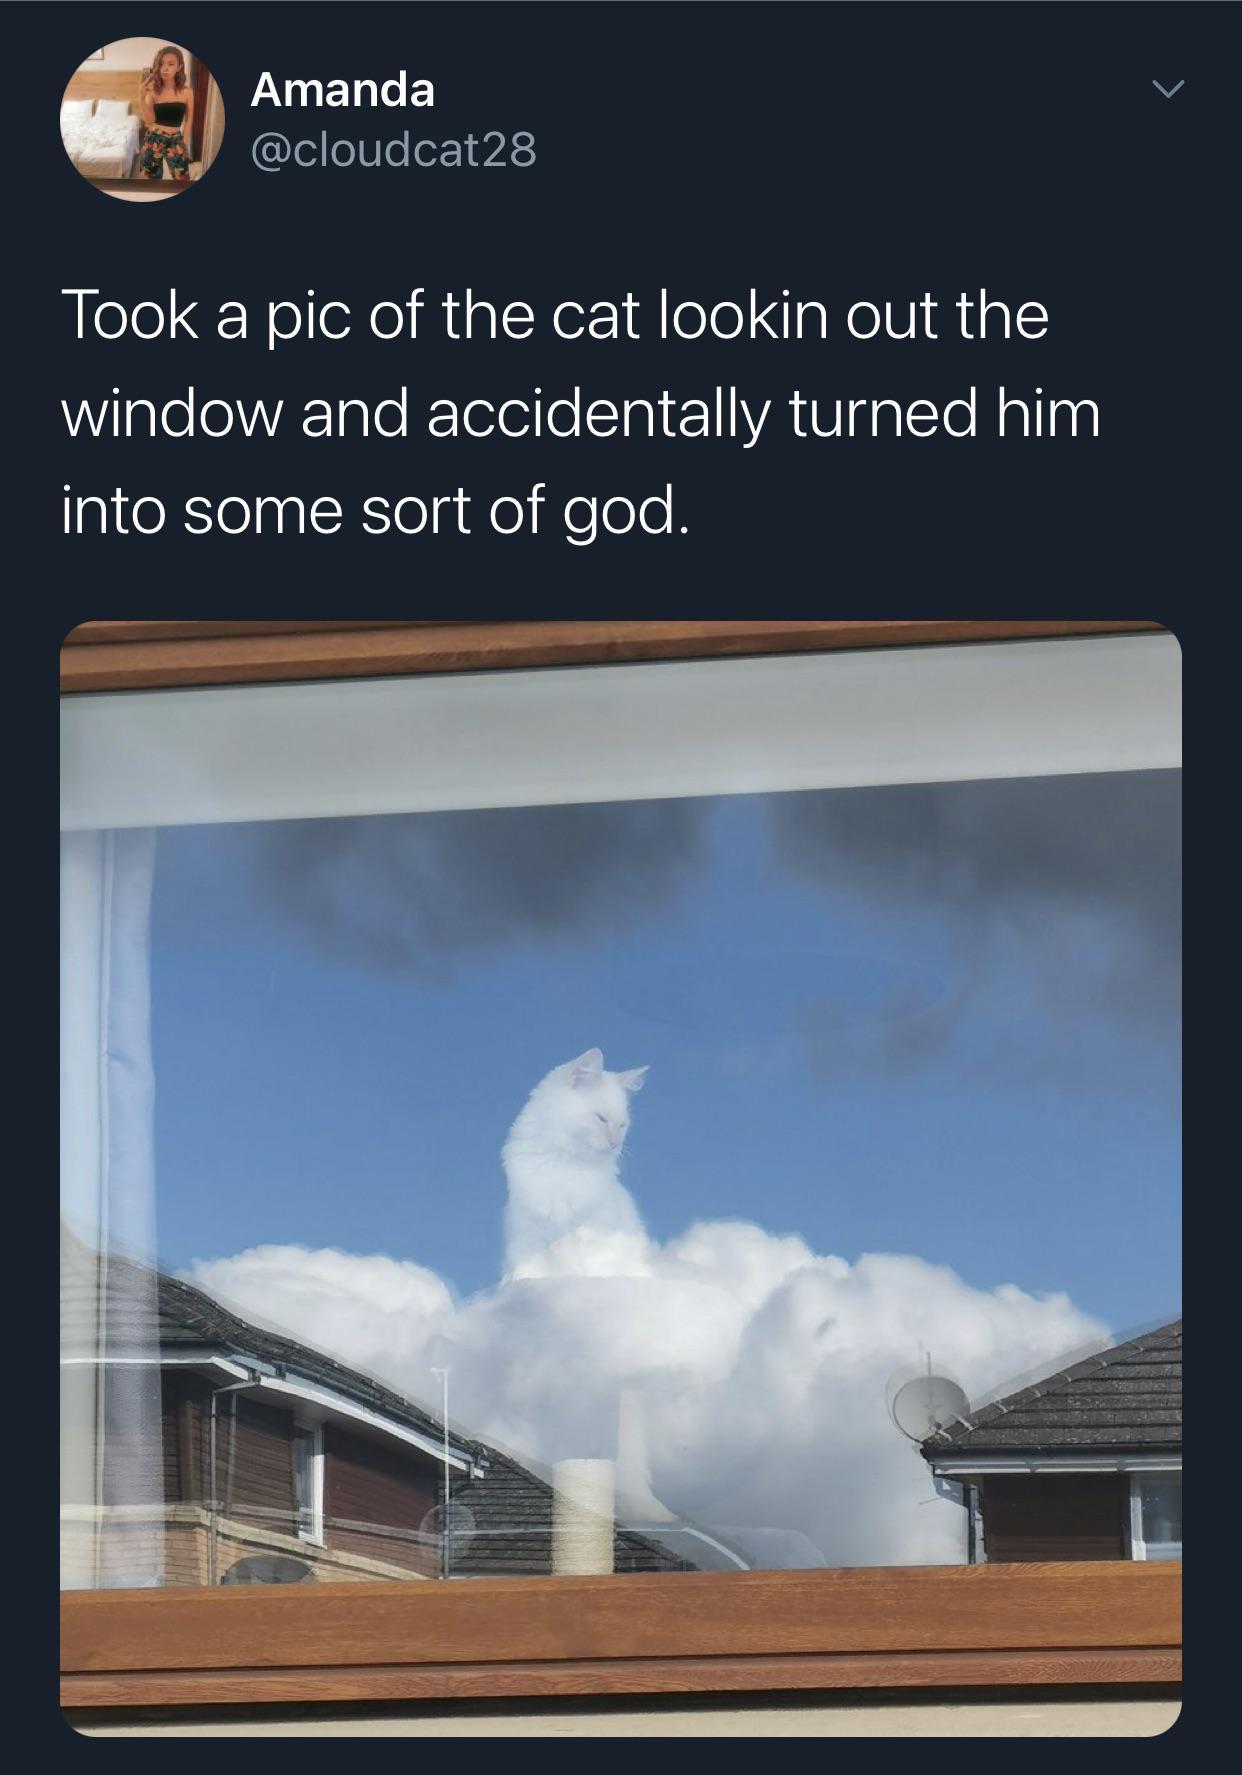 Amanda
@cloudcat28
Took a pic of the cat lookin out the
window and accidentally turned him
into some sort of god.